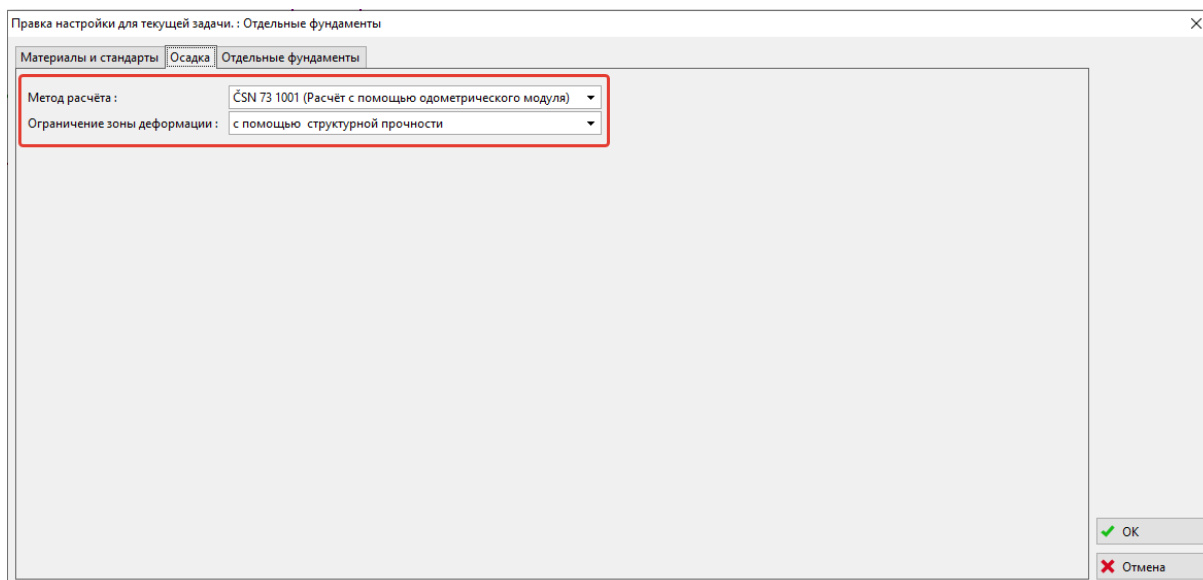 Правка настройки для текущей задачи. : Отдельные фундаменты
Материалы и стандарты Осадка Отдельные фундаменты
Метод расчёта : ČSN 73 1001 (Расчёт с помощью одометрического модуля)
Ограничение зоны деформации : с помощью структурной прочности
OK
Отмена